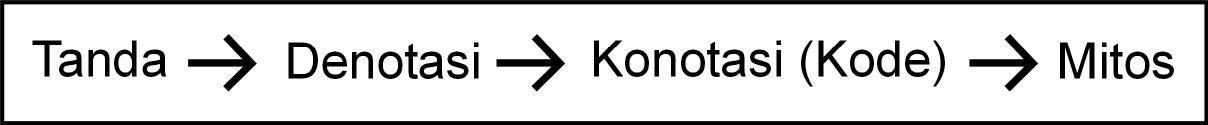 Tanda → Denotasi → Konotasi (Kode) → Mitos